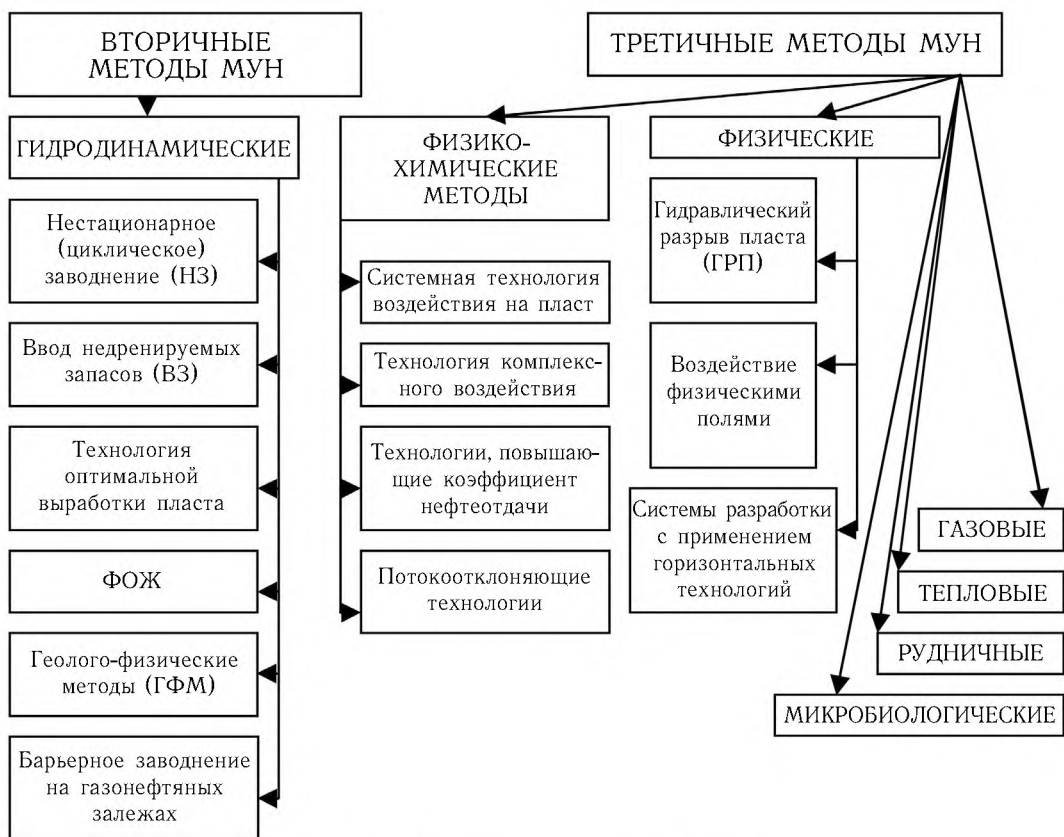 ВТОРИЧНЫЕ
МЕТОДЫ МУН
ТРЕТИЧНЫЕ МЕТОДЫ МУН
ГИДРОДИНАМИЧЕСКИЕ
Нестационарное
(циклическое)
заводнение (НЗ)
Ввод недренируемых
запасов (ВЗ)
Технология
оптимальной
выработки пласта
ФОЖ
Геолого-физические
методы (ГФМ)
Барьерное заводнение
на газонефтяных
залежах
ФИЗИКО-
ХИМИЧЕСКИЕ
МЕТОДЫ
Системная технология
воздействия на пласт
Технология комплекс-
ного воздействия
Технологии, повышаю-
щие коэффициент
нефтеотдачи
Потокоотклоняющие
технологии
ФИЗИЧЕСКИЕ
Гидравлический
разрыв пласта
(ГРП)
Воздействие
физическими
полями
Системы разработки
с применением
горизонтальных
технологий
ГАЗОВЫЕ
ТЕПЛОВЫЕ
РУДНИЧНЫЕ
МИКРОБИОЛОГИЧЕСКИЕ